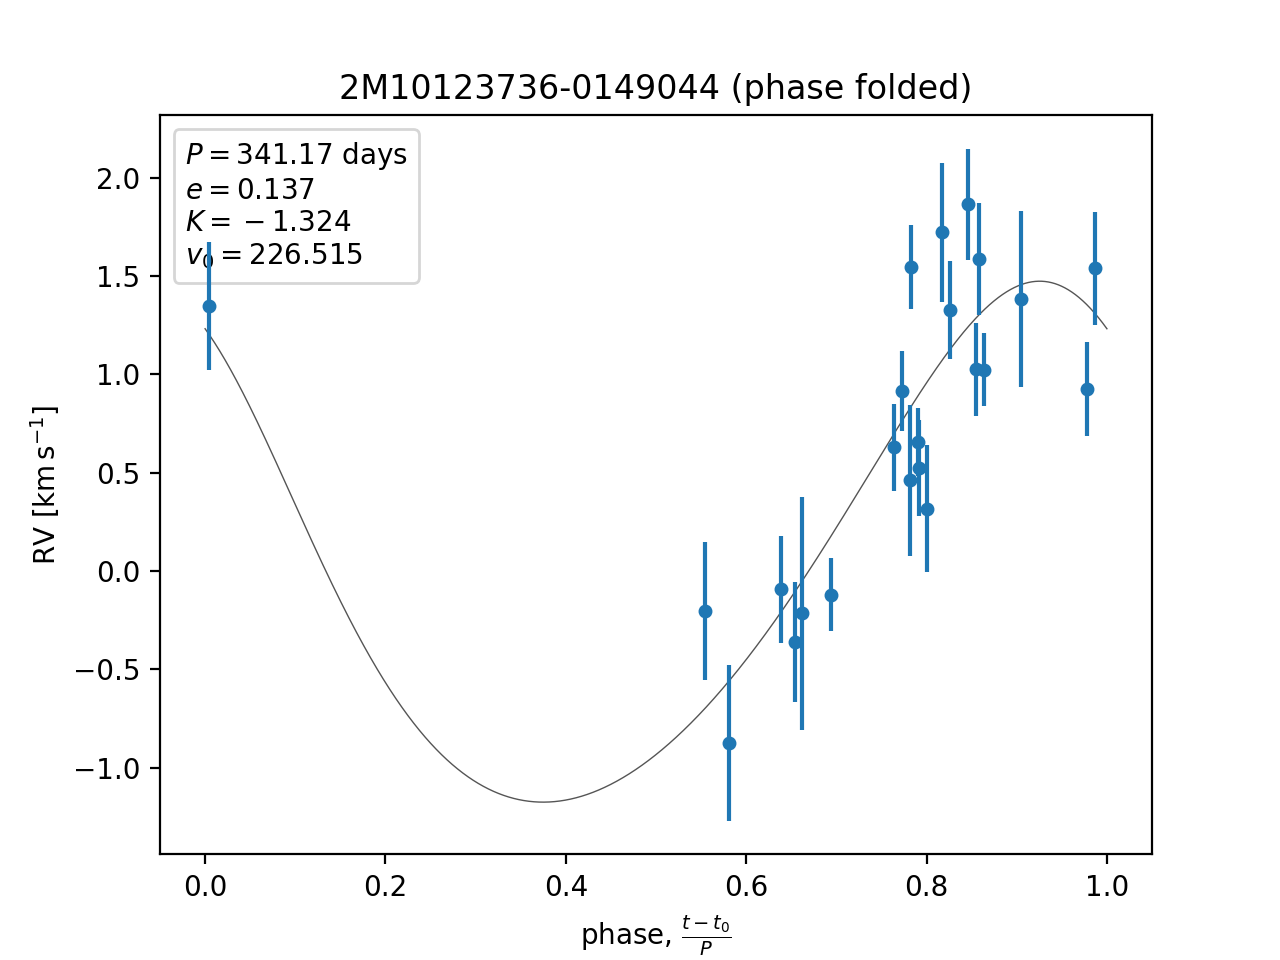 2M10123736-0149044 (phase folded)
P = 341.17 days
e = 0.137
K = −1.324
v₀ = 226.515
2.0
1.5
1.0
0.5
0.0
−0.5
−1.0
RV [km s⁻¹]
0.0 0.2 0.4 0.6 0.8 1.0
phase, (t − t₀)/P